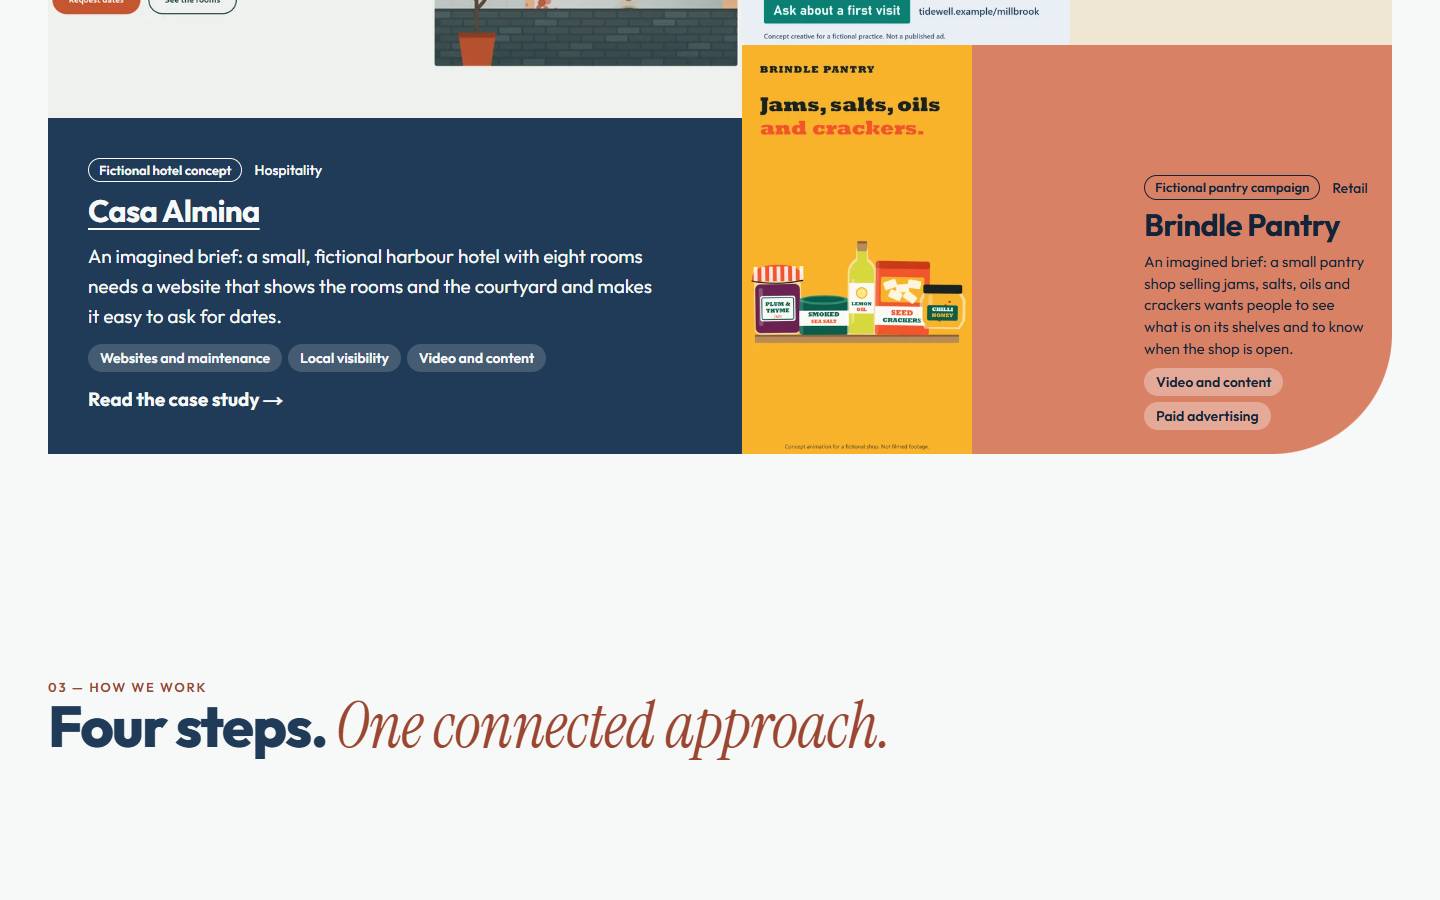 Request dates
See the rooms
Ask about a first visit
tidewell.example/millbrook
Concept creative for a fictional practice. Not a published ad.
Fictional hotel concept
Hospitality
Casa Almina
An imagined brief: a small, fictional harbour hotel with eight rooms
needs a website that shows the rooms and the courtyard and makes
it easy to ask for dates.
Websites and maintenance
Local visibility
Video and content
Read the case study →
BRINDLE PANTRY
Jams, salts, oils
and crackers.
PLUM &
THYME
JAM
SMOKED
SEA SALT
LEMON
OIL
SEED
CRACKERS
CHILLI
HONEY
Concept animation for a fictional shop. Not filmed footage.
Fictional pantry campaign
Retail
Brindle Pantry
An imagined brief: a small pantry
shop selling jams, salts, oils and
crackers wants people to see
what is on its shelves and to know
when the shop is open.
Video and content
Paid advertising
03 — HOW WE WORK
Four steps. One connected approach.